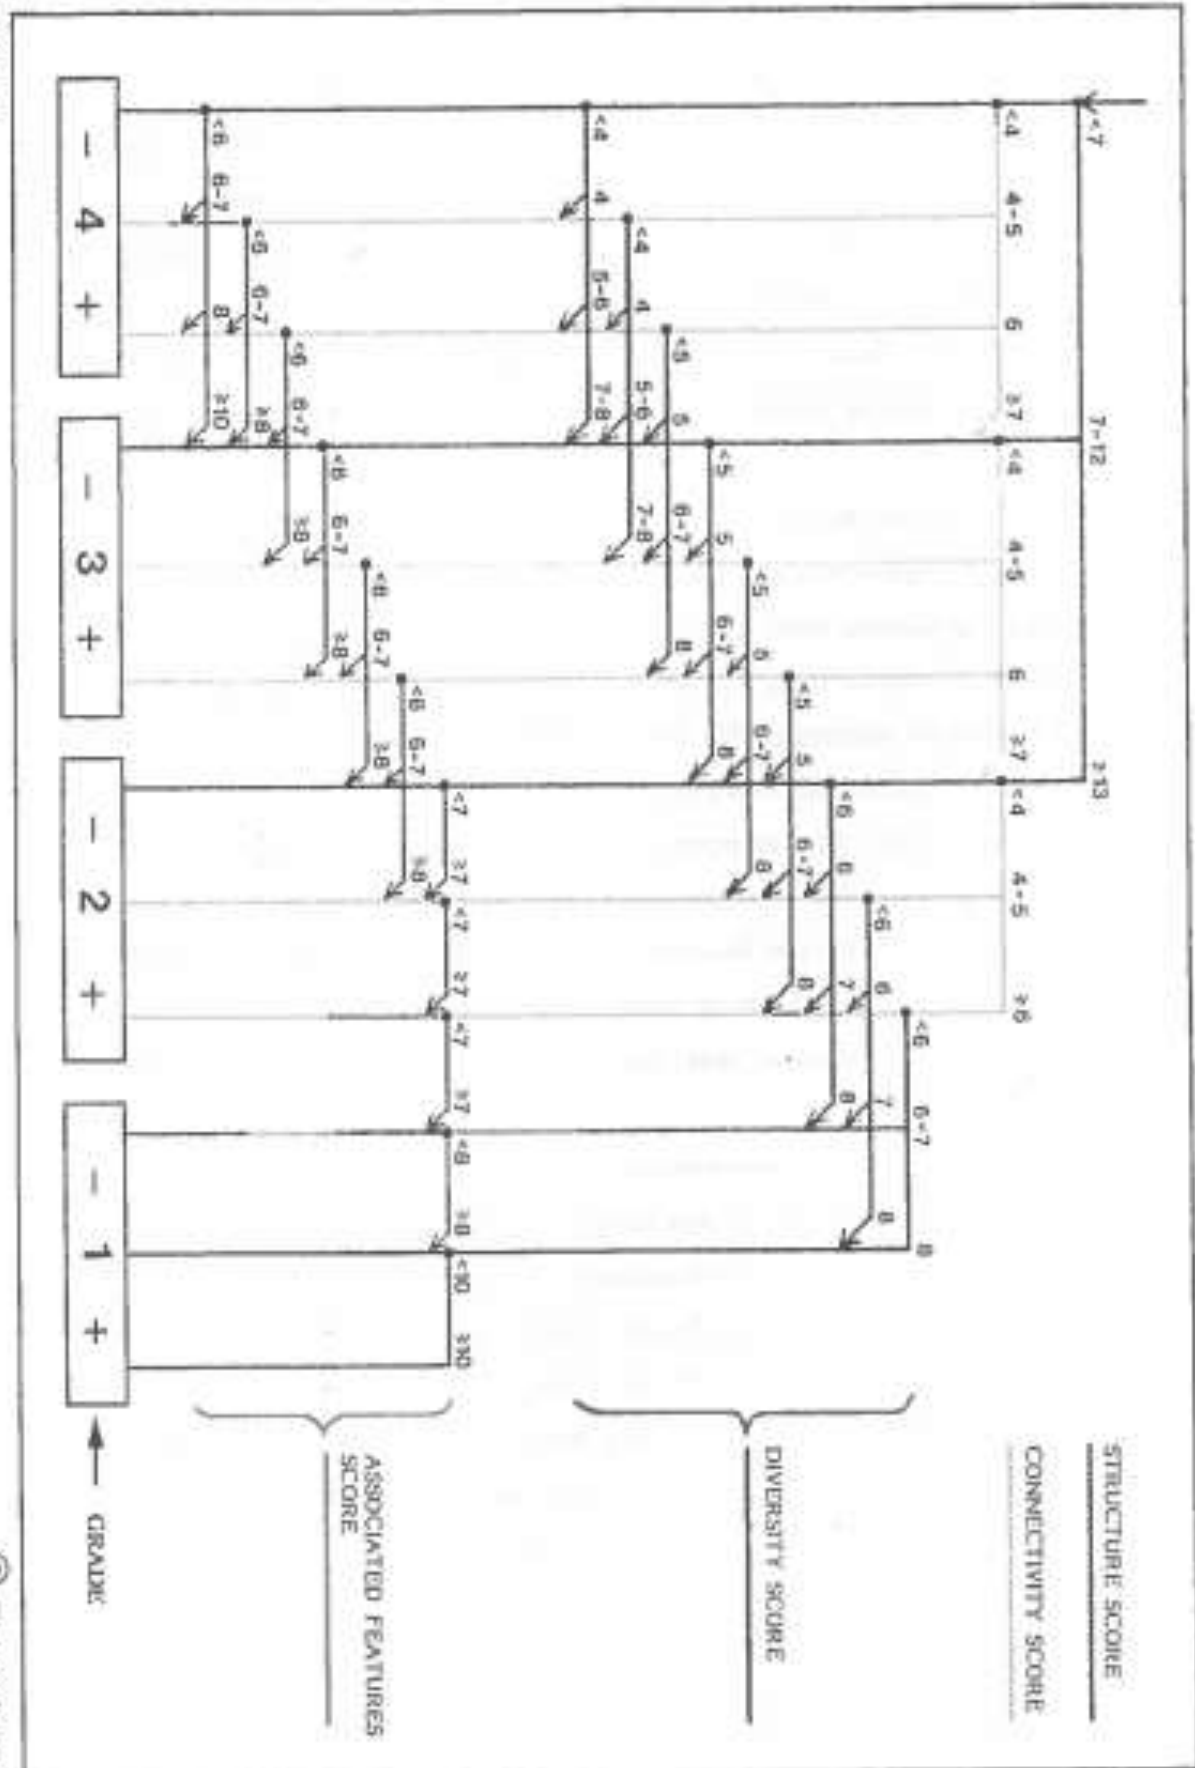 <7 7-12 ≥13
STRUCTURE SCORE
<4 4-5 6 ≥7 <4 4-5 6 ≥7 <4 4-5 ≥6
CONNECTIVITY SCORE
<6 6-7 8
<6 6 7 8
<6 6 7 8
<5 5 6-7 8
<5 5 6-7 8
DIVERSITY SCORE
<5 5 6-7 8
<5 5 6-7 8
<4 4 5-6 7-8
<4 4 5-6 7-8
<7 ≥7 <7 ≥7 <7 ≥7 <8 ≥8 <10 ≥10
<6 6-7 ≥8
<6 6-7 ≥8
ASSOCIATED FEATURES
SCORE
<6 6-7 ≥8
<6 6-7 ≥8
<6 6-7 ≥8
<6 6-7 8 ≥10
- 4 + - 3 + - 2 + - 1 + GRADE